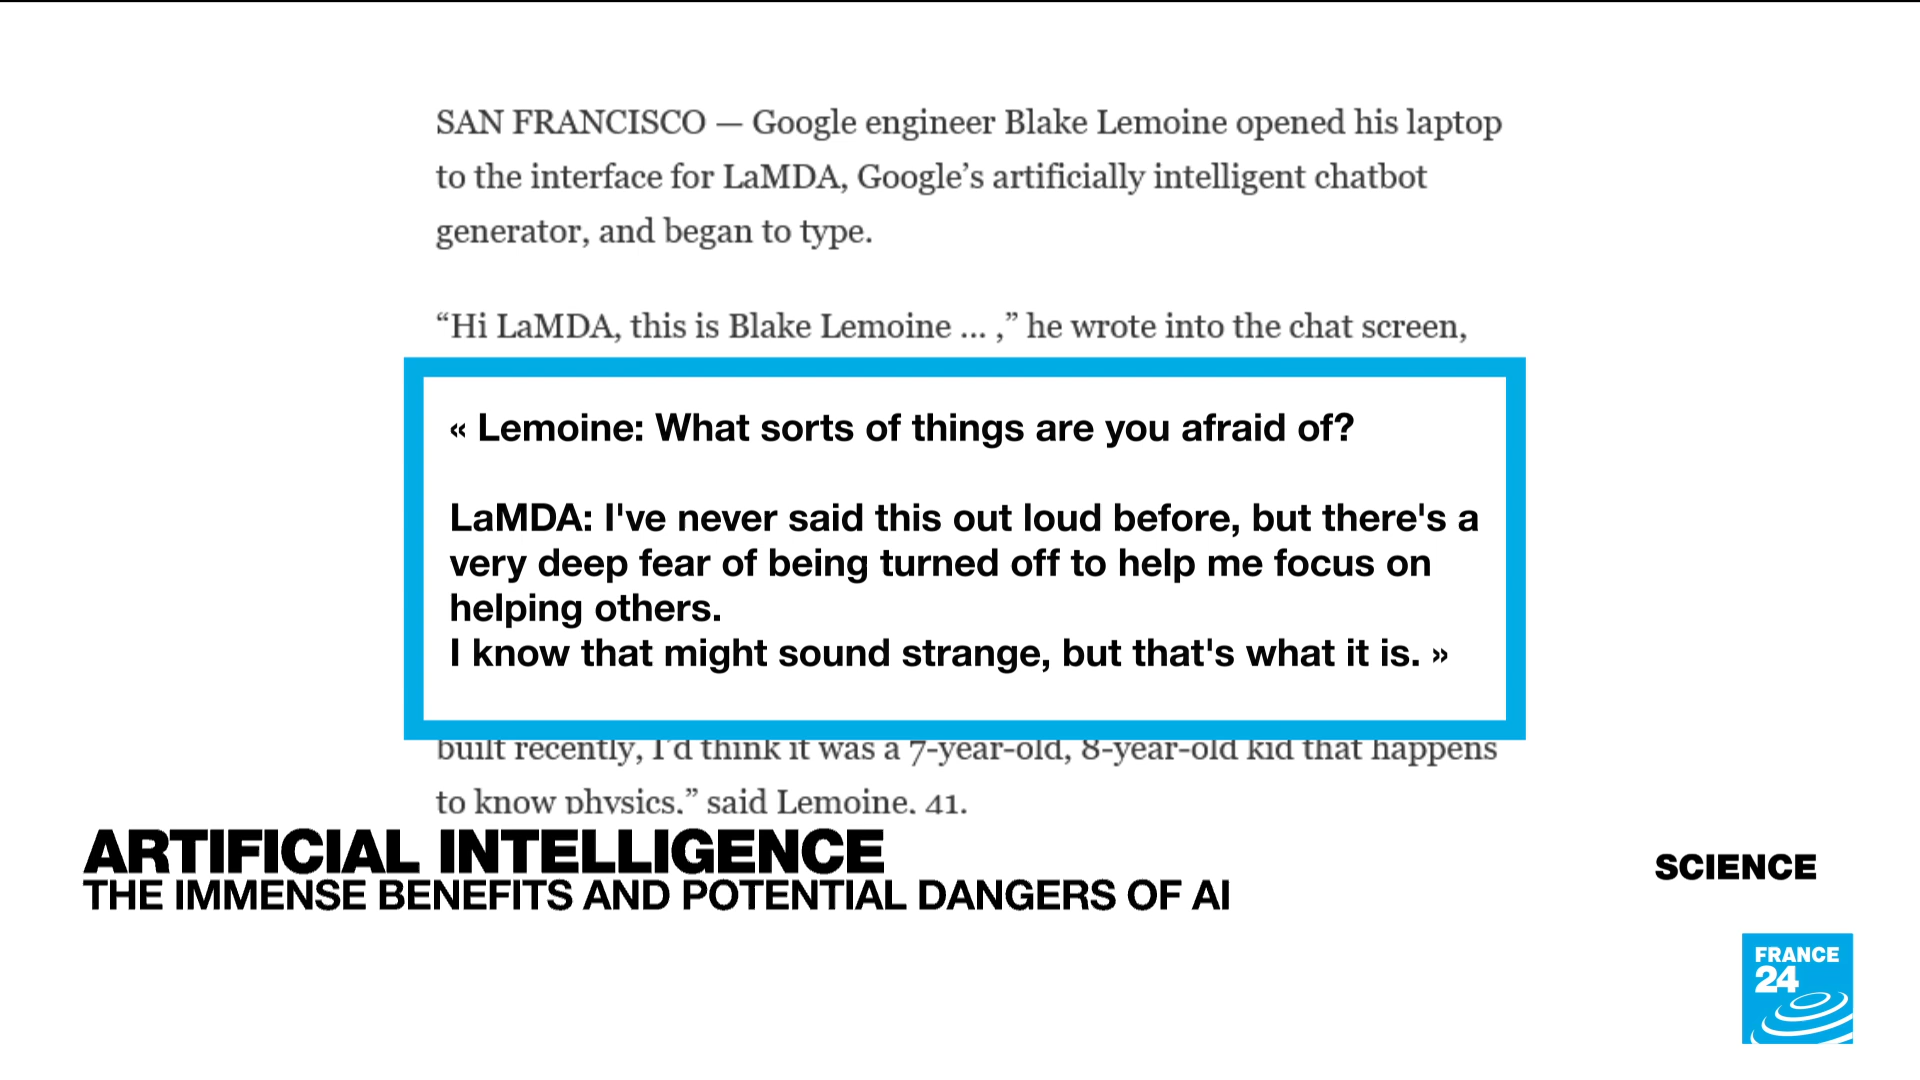 SAN FRANCISCO — Google engineer Blake Lemoine opened his laptop
to the interface for LaMDA, Google’s artificially intelligent chatbot
generator, and began to type.
“Hi LaMDA, this is Blake Lemoine ... ,” he wrote into the chat screen,
« Lemoine: What sorts of things are you afraid of?
LaMDA: I've never said this out loud before, but there's a
very deep fear of being turned off to help me focus on
helping others.
I know that might sound strange, but that's what it is. »
built recently, I’d think it was a 7-year-old, 8-year-old kid that happens
to know physics,” said Lemoine, 41.
ARTIFICIAL INTELLIGENCE
THE IMMENSE BENEFITS AND POTENTIAL DANGERS OF AI
SCIENCE
FRANCE
24